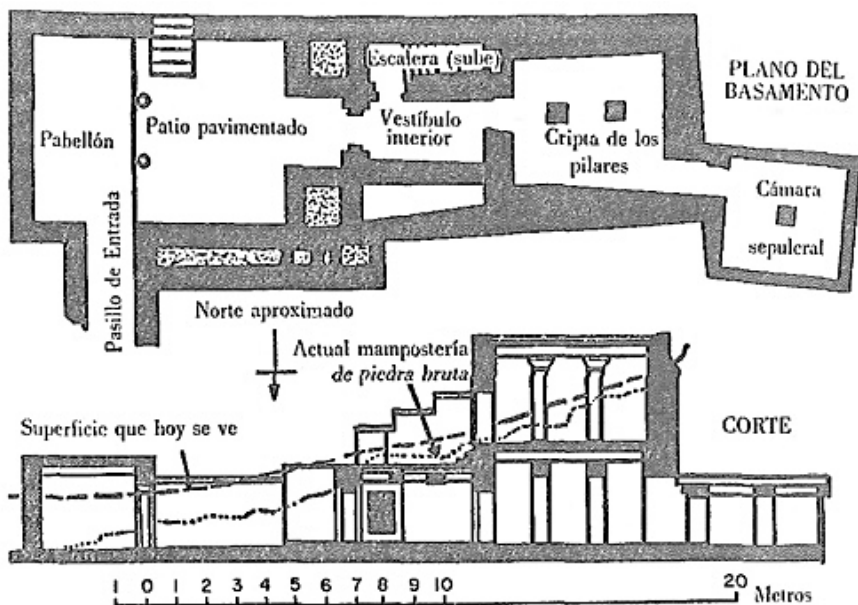 Escalera (sube)
PLANO DEL
BASAMENTO
Pabellón
Patio pavimentado
Vestíbulo
interior
Cripta de los
pilares
Cámara
sepulcral
Pasillo de Entrada
Norte aproximado
Actual mampostería
de piedra bruta
Superficie que hoy se ve
CORTE
1 0 1 2 3 4 5 6 7 8 9 10 20 Metros